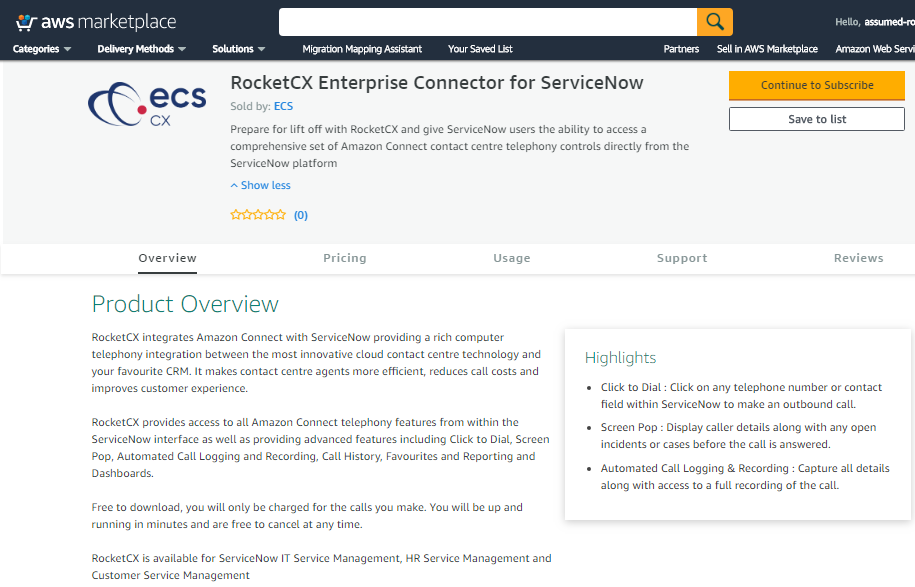 aws marketplace
Hello, assumed-ro
Categories Delivery Methods Solutions Migration Mapping Assistant Your Saved List Partners Sell in AWS Marketplace Amazon Web Servi
ecs
CX
RocketCX Enterprise Connector for ServiceNow
Sold by: ECS
Prepare for lift off with RocketCX and give ServiceNow users the ability to access a
comprehensive set of Amazon Connect contact centre telephony controls directly from the
ServiceNow platform
Show less
(0)
Continue to Subscribe
Save to list
Overview Pricing Usage Support Reviews
Product Overview
RocketCX integrates Amazon Connect with ServiceNow providing a rich computer
telephony integration between the most innovative cloud contact centre technology and
your favourite CRM. It makes contact centre agents more efficient, reduces call costs and
improves customer experience.
RocketCX provides access to all Amazon Connect telephony features from within the
ServiceNow interface as well as providing advanced features including Click to Dial, Screen
Pop, Automated Call Logging and Recording, Call History, Favourites and Reporting and
Dashboards.
Free to download, you will only be charged for the calls you make. You will be up and
running in minutes and are free to cancel at any time.
RocketCX is available for ServiceNow IT Service Management, HR Service Management and
Customer Service Management
Highlights
• Click to Dial : Click on any telephone number or contact
field within ServiceNow to make an outbound call.
• Screen Pop : Display caller details along with any open
incidents or cases before the call is answered.
• Automated Call Logging & Recording : Capture all details
along with access to a full recording of the call.